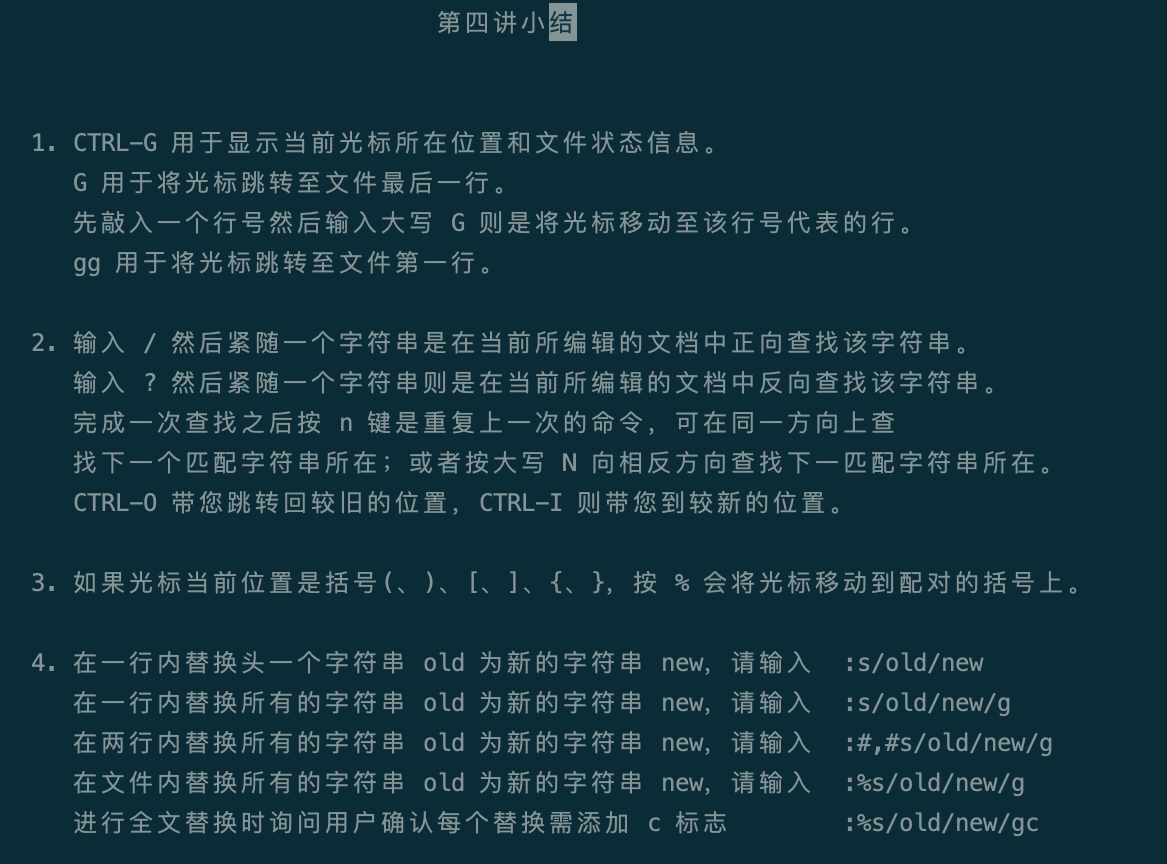 第四讲小结
1. CTRL-G 用于显示当前光标所在位置和文件状态信息。
G 用于将光标跳转至文件最后一行。
先敲入一个行号然后输入大写 G 则是将光标移动至该行号代表的行。
gg 用于将光标跳转至文件第一行。
2. 输入 / 然后紧随一个字符串是在当前所编辑的文档中正向查找该字符串。
输入 ? 然后紧随一个字符串则是在当前所编辑的文档中反向查找该字符串。
完成一次查找之后按 n 键是重复上一次的命令，可在同一方向上查
找下一个匹配字符串所在；或者按大写 N 向相反方向查找下一匹配字符串所在。
CTRL-O 带您跳转回较旧的位置，CTRL-I 则带您到较新的位置。
3. 如果光标当前位置是括号(、)、[、]、{、}，按 % 会将光标移动到配对的括号上。
4. 在一行内替换头一个字符串 old 为新的字符串 new，请输入 :s/old/new
在一行内替换所有的字符串 old 为新的字符串 new，请输入 :s/old/new/g
在两行内替换所有的字符串 old 为新的字符串 new，请输入 :#,#s/old/new/g
在文件内替换所有的字符串 old 为新的字符串 new，请输入 :%s/old/new/g
进行全文替换时询问用户确认每个替换需添加 c 标志 :%s/old/new/gc